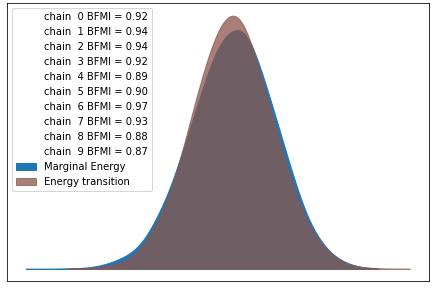 chain  0 BFMI = 0.92
chain  1 BFMI = 0.94
chain  2 BFMI = 0.94
chain  3 BFMI = 0.92
chain  4 BFMI = 0.89
chain  5 BFMI = 0.90
chain  6 BFMI = 0.97
chain  7 BFMI = 0.93
chain  8 BFMI = 0.88
chain  9 BFMI = 0.87
Marginal Energy
Energy transition